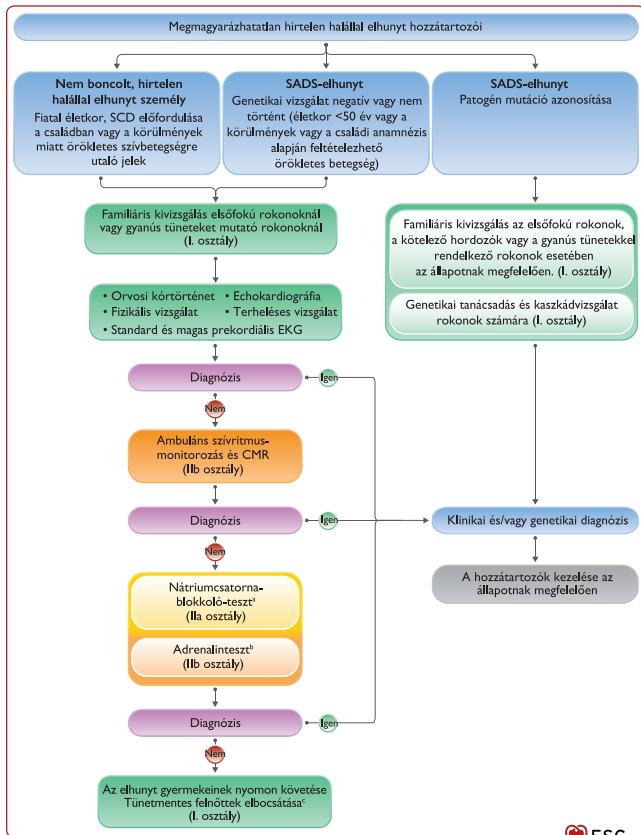 Megmagyarázhatatlan hirtelen halállal elhunyt hozzátartozói
Nem boncolt, hirtelen
halállal elhunyt személy
Fiatal életkor, SCD előfordulása
a családban vagy a körülmények
miatt örökletes szívbetegségre
utaló jelek
SADS-elhunyt
Genetikai vizsgálat negatív vagy nem
történt (életkor <50 év vagy a
körülmények vagy a családi anamnézis
alapján feltételezhető
örökletes betegség)
SADS-elhunyt
Patogén mutáció azonosítása
Familiáris kivizsgálás elsőfokú rokonoknál
vagy gyanús tüneteket mutató rokonoknál
(I. osztály)
Familiáris kivizsgálás az elsőfokú rokonok,
a kötelező hordozók vagy a gyanús tünetekkel
rendelkező rokonok esetében
az állapotnak megfelelően. (I. osztály)
Genetikai tanácsadás és kaszkádvizsgálat
rokonok számára (I. osztály)
• Orvosi kórtörténet • Echokardiográfia
• Fizikális vizsgálat • Terheléses vizsgálat
• Standard és magas prekordiális EKG
Diagnózis
Igen
Nem
Ambuláns szívritmus-
monitorozás és CMR
(IIb osztály)
Diagnózis
Igen
Klinikai és/vagy genetikai diagnózis
Nem
A hozzátartozók kezelése az
állapotnak megfelelően
Nátriumcsatorna-
blokkoló-tesztᵃ
(IIa osztály)
Adrenalintesztᵇ
(IIb osztály)
Diagnózis
Igen
Nem
Az elhunyt gyermekeinek nyomon követése
Tünetmentes felnőttek elbocsátásaᶜ
(I. osztály)
ESC